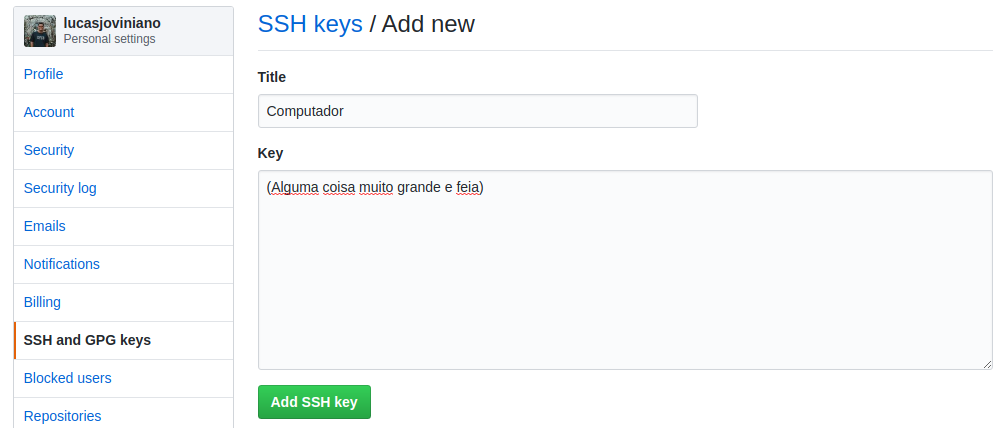 lucasjoviniano
Personal settings
Profile
Account
Security
Security log
Emails
Notifications
Billing
SSH and GPG keys
Blocked users
Repositories
SSH keys / Add new
Title
Computador
Key
(Alguma coisa muito grande e feia)
Add SSH key